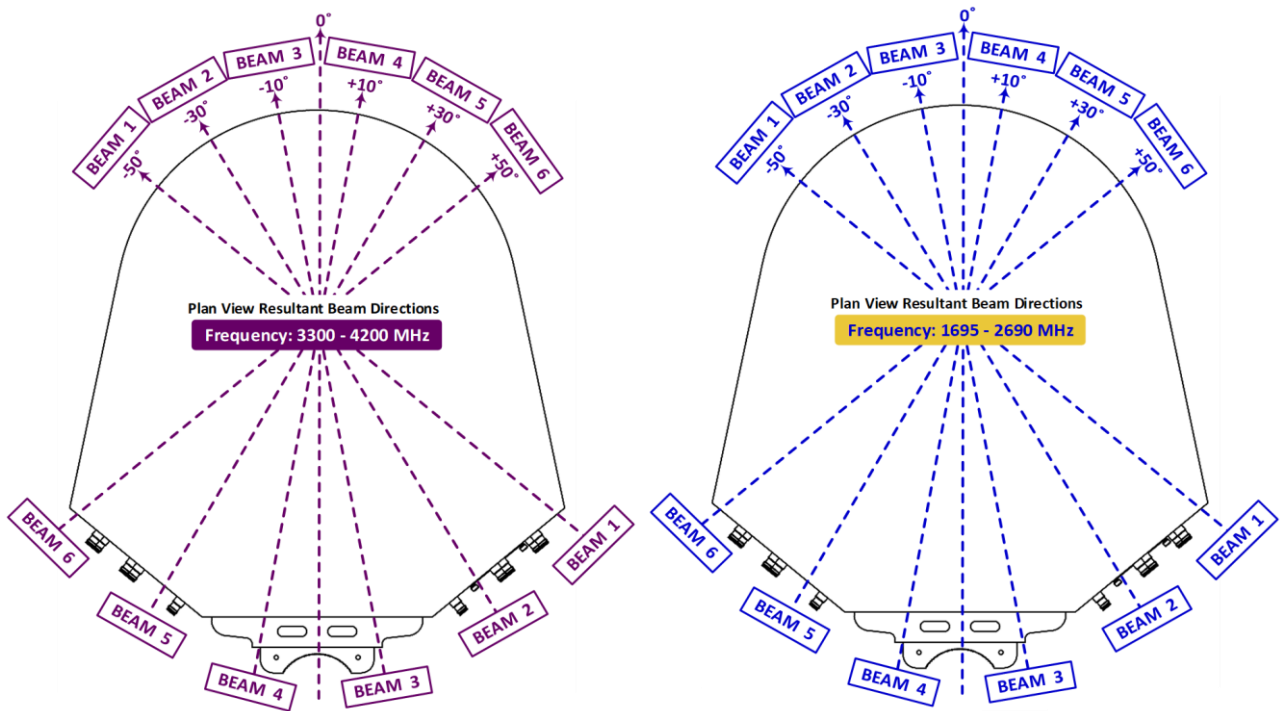 0°
BEAM 3
BEAM 4
BEAM 2
BEAM 5
-10°
+10°
-30°
+30°
BEAM 1
BEAM 6
-50°
+50°
Plan View Resultant Beam Directions
Frequency: 3300 - 4200 MHz
BEAM 6
BEAM 1
BEAM 5
BEAM 2
BEAM 4
BEAM 3
0°
BEAM 3
BEAM 4
BEAM 2
BEAM 5
-10°
+10°
-30°
+30°
BEAM 1
BEAM 6
-50°
+50°
Plan View Resultant Beam Directions
Frequency: 1695 - 2690 MHz
BEAM 6
BEAM 1
BEAM 5
BEAM 2
BEAM 4
BEAM 3